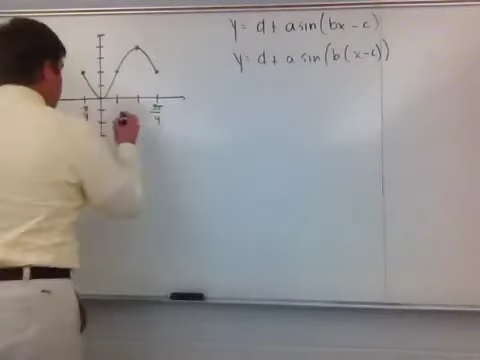 y = d + a sin(bx - c)
y = d + a sin(b(x - c))